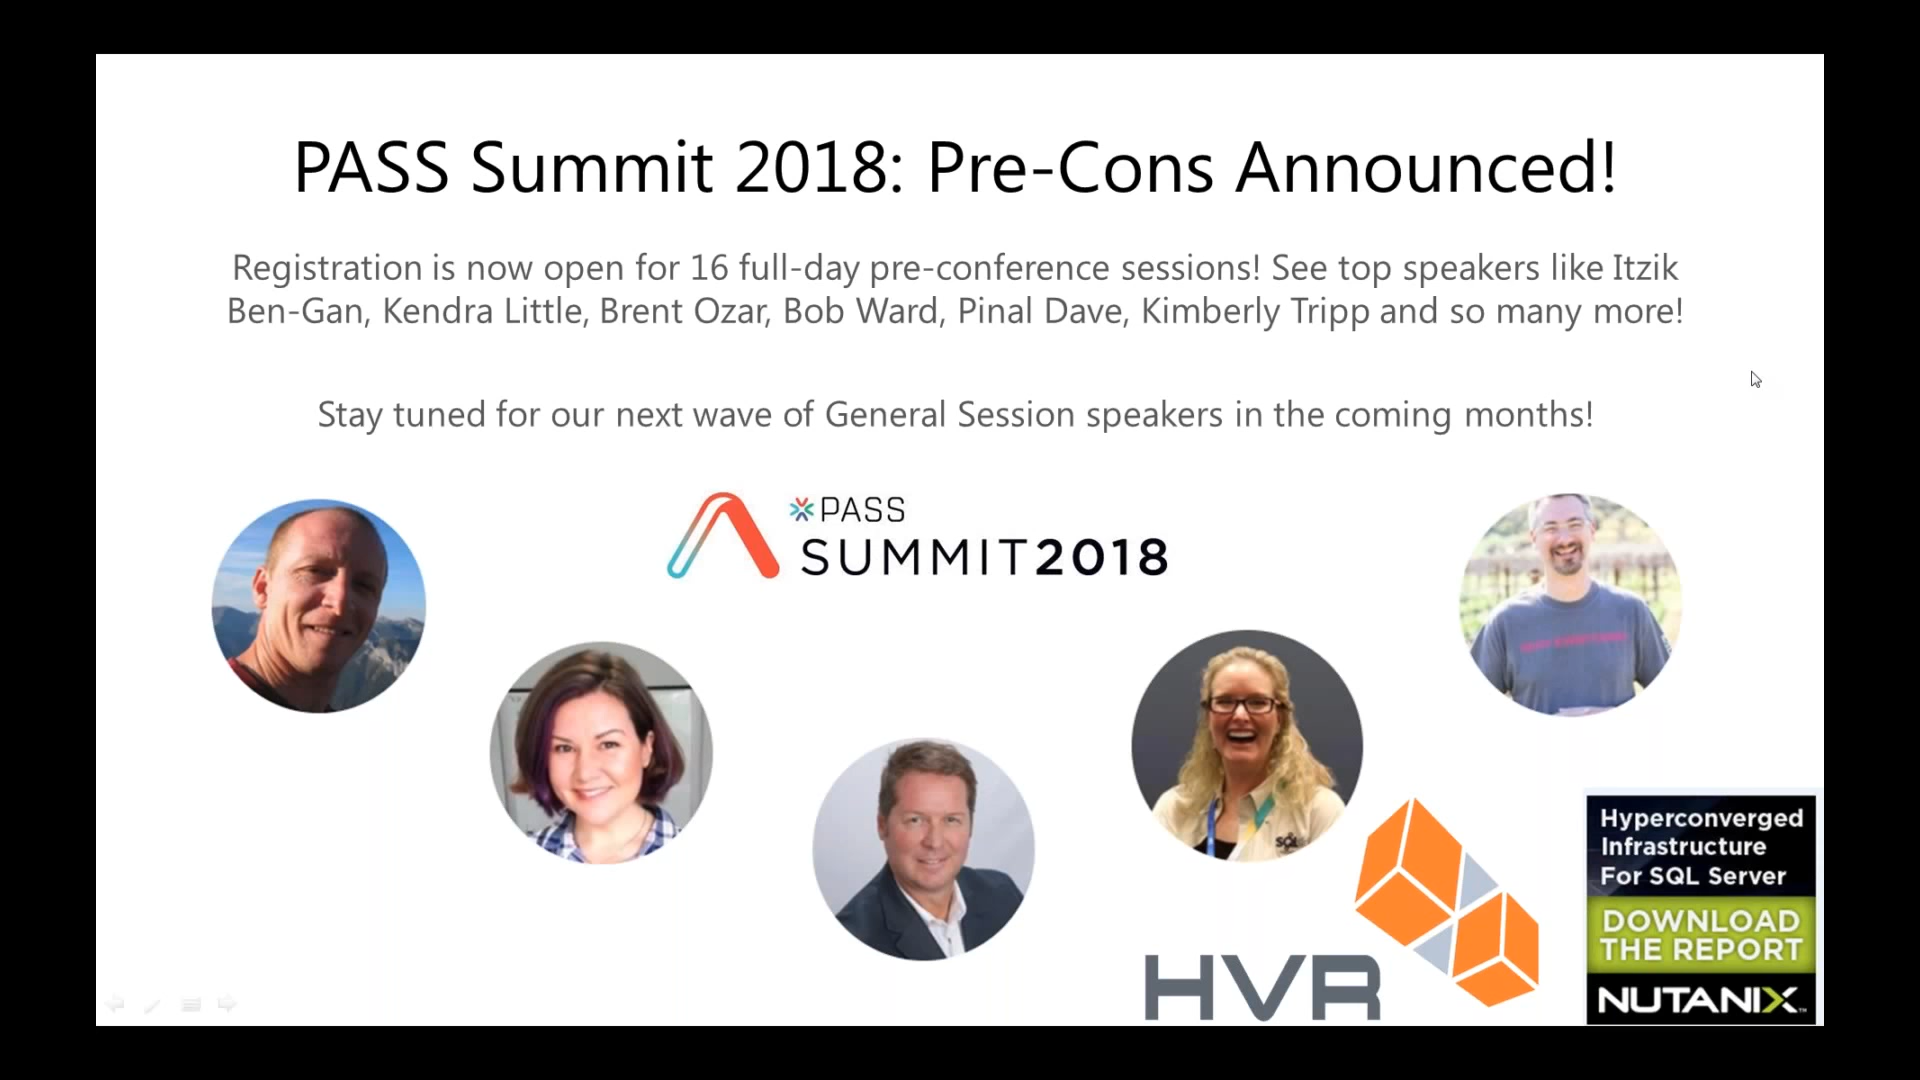 PASS Summit 2018: Pre-Cons Announced!
Registration is now open for 16 full-day pre-conference sessions! See top speakers like Itzik
Ben-Gan, Kendra Little, Brent Ozar, Bob Ward, Pinal Dave, Kimberly Tripp and so many more!
Stay tuned for our next wave of General Session speakers in the coming months!
PASS
SUMMIT2018
SQL
HVR
Hyperconverged
Infrastructure
For SQL Server
DOWNLOAD
THE REPORT
NUTANIX